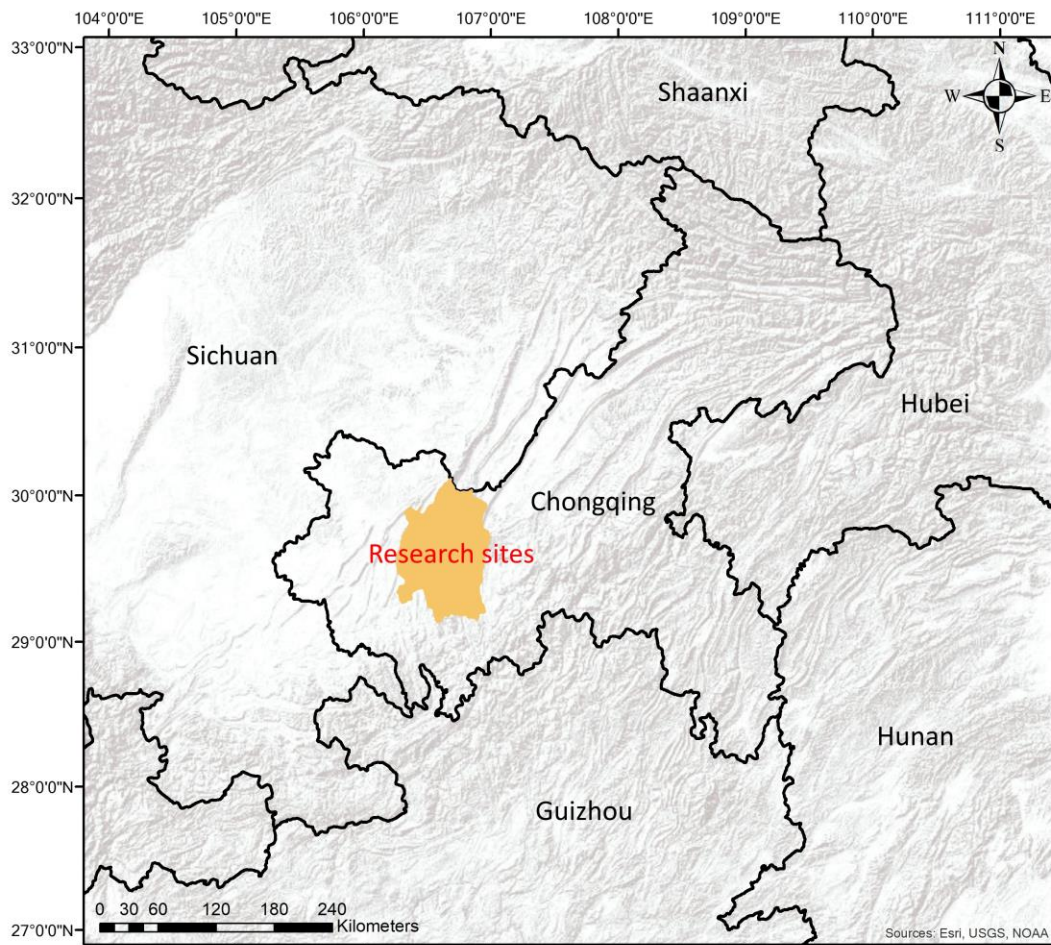 104°0'0"E 105°0'0"E 106°0'0"E 107°0'0"E 108°0'0"E 109°0'0"E 110°0'0"E 111°0'0"E
33°0'0"N
N
Shaanxi
W E
S
32°0'0"N
31°0'0"N
Sichuan
Hubei
30°0'0"N
Chongqing
Research sites
29°0'0"N
Hunan
28°0'0"N
Guizhou
0 30 60 120 180 240
Kilometers
27°0'0"N
Sources: Esri, USGS, NOAA